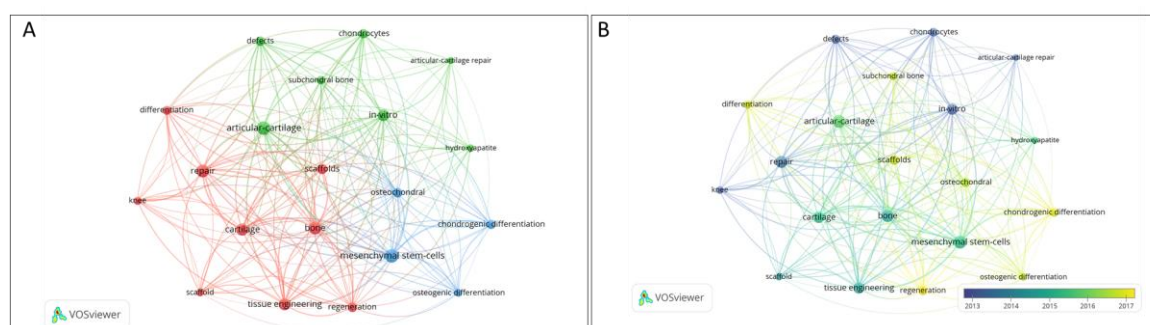 A
defects
chondrocytes
articular-cartilage repair
subchondral bone
differentiation
in-vitro
articular-cartilage
hydroxyapatite
repair
scaffolds
osteochondral
knee
chondrogenic differentiation
cartilage
bone
mesenchymal stem-cells
scaffold
osteogenic differentiation
tissue engineering
regeneration
VOSviewer
B
defects
chondrocytes
articular-cartilage repair
subchondral bone
differentiation
in-vitro
articular-cartilage
hydroxyapatite
repair
scaffolds
osteochondral
knee
chondrogenic differentiation
cartilage
bone
mesenchymal stem-cells
scaffold
osteogenic differentiation
tissue engineering
regeneration
VOSviewer
2013 2014 2015 2016 2017